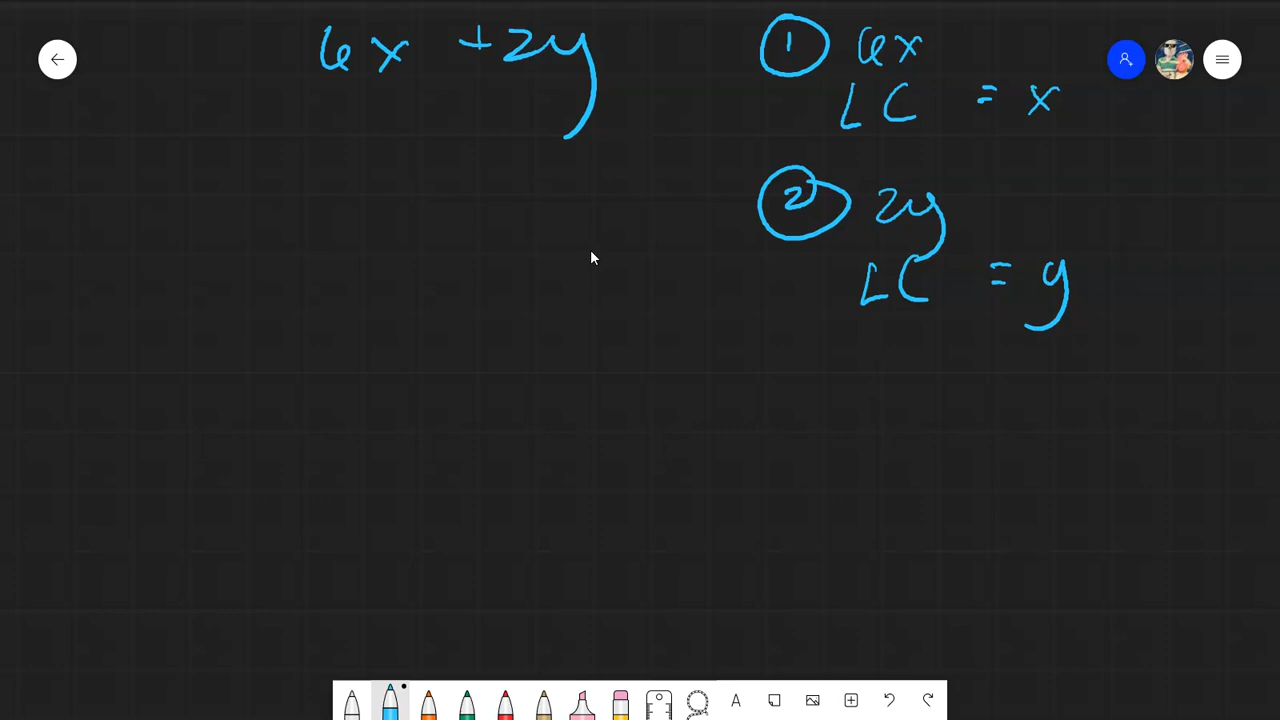 6x +2y
1 6x
LC = x
2 2y
LC = y
A